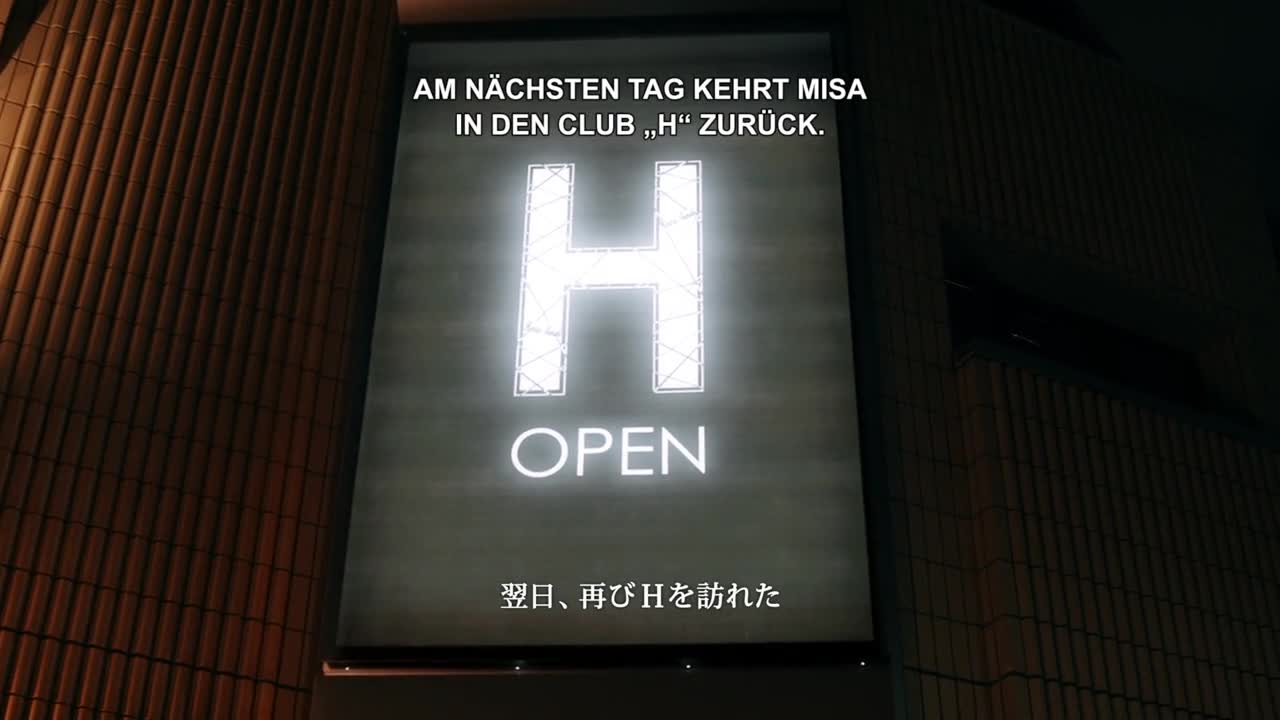 AM NÄCHSTEN TAG KEHRT MISA
IN DEN CLUB „H“ ZURÜCK.
H
OPEN
翌日、再びHを訪れた